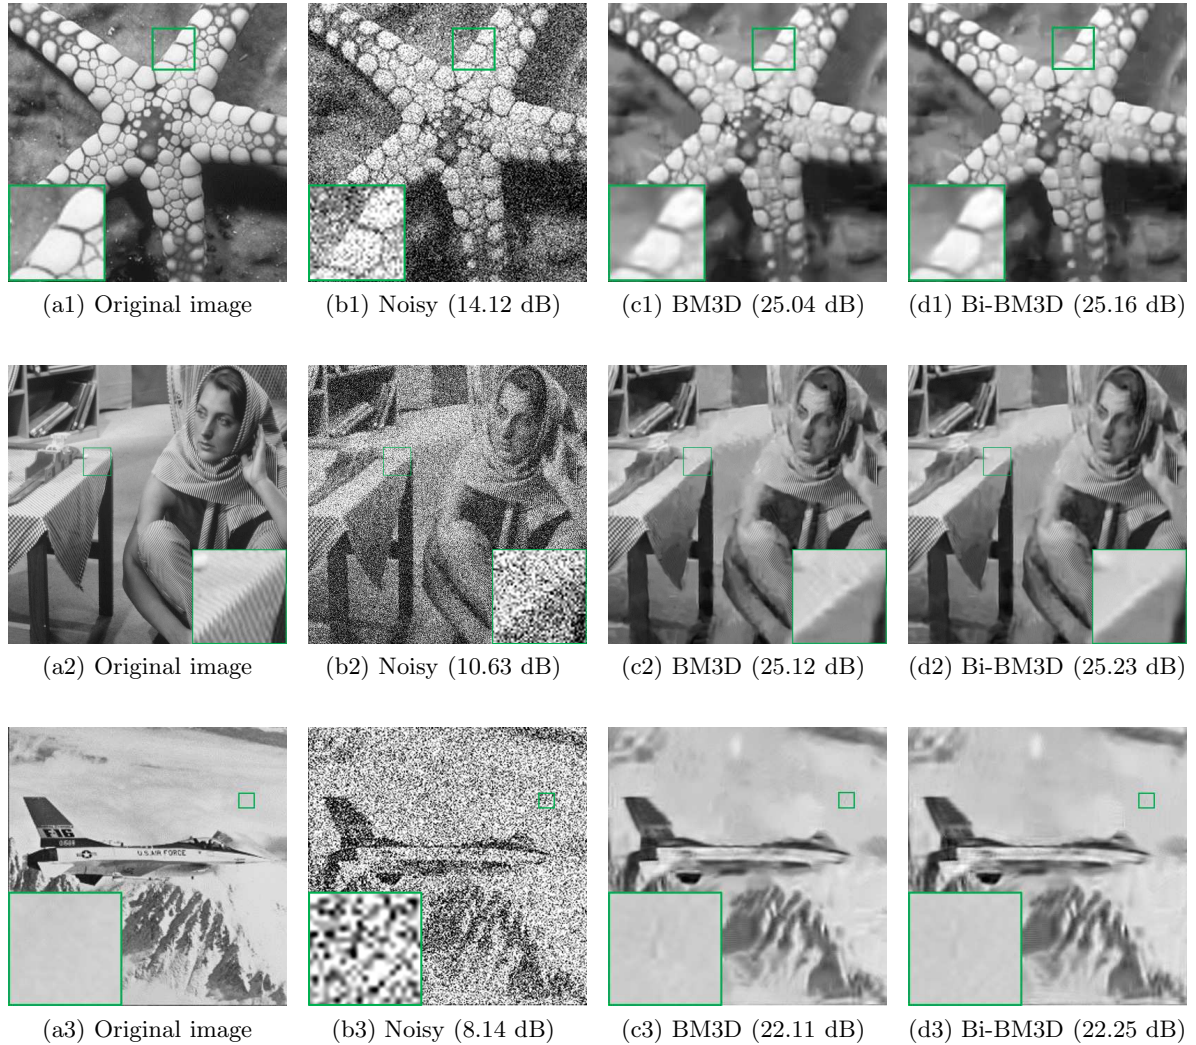 (a1) Original image (b1) Noisy (14.12 dB) (c1) BM3D (25.04 dB) (d1) Bi-BM3D (25.16 dB)
(a2) Original image (b2) Noisy (10.63 dB) (c2) BM3D (25.12 dB) (d2) Bi-BM3D (25.23 dB)
F-16
U.S. AIR FORCE
(a3) Original image (b3) Noisy (8.14 dB) (c3) BM3D (22.11 dB) (d3) Bi-BM3D (22.25 dB)